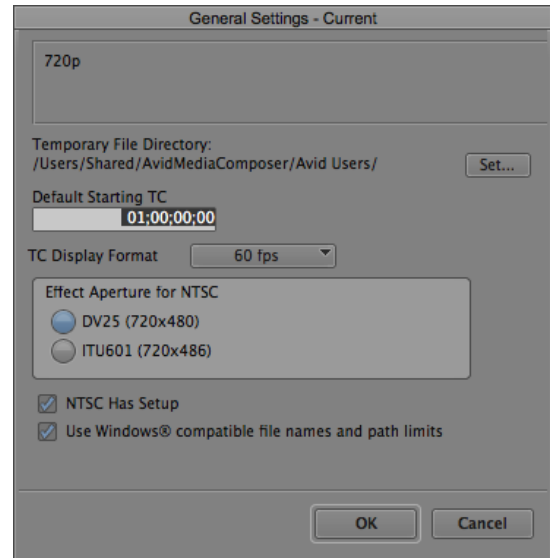 General Settings - Current
720p
Temporary File Directory:
/Users/Shared/AvidMediaComposer/Avid Users/
Set...
Default Starting TC
01;00;00;00
TC Display Format
60 fps
Effect Aperture for NTSC
DV25 (720x480)
ITU601 (720x486)
NTSC Has Setup
Use Windows® compatible file names and path limits
OK
Cancel